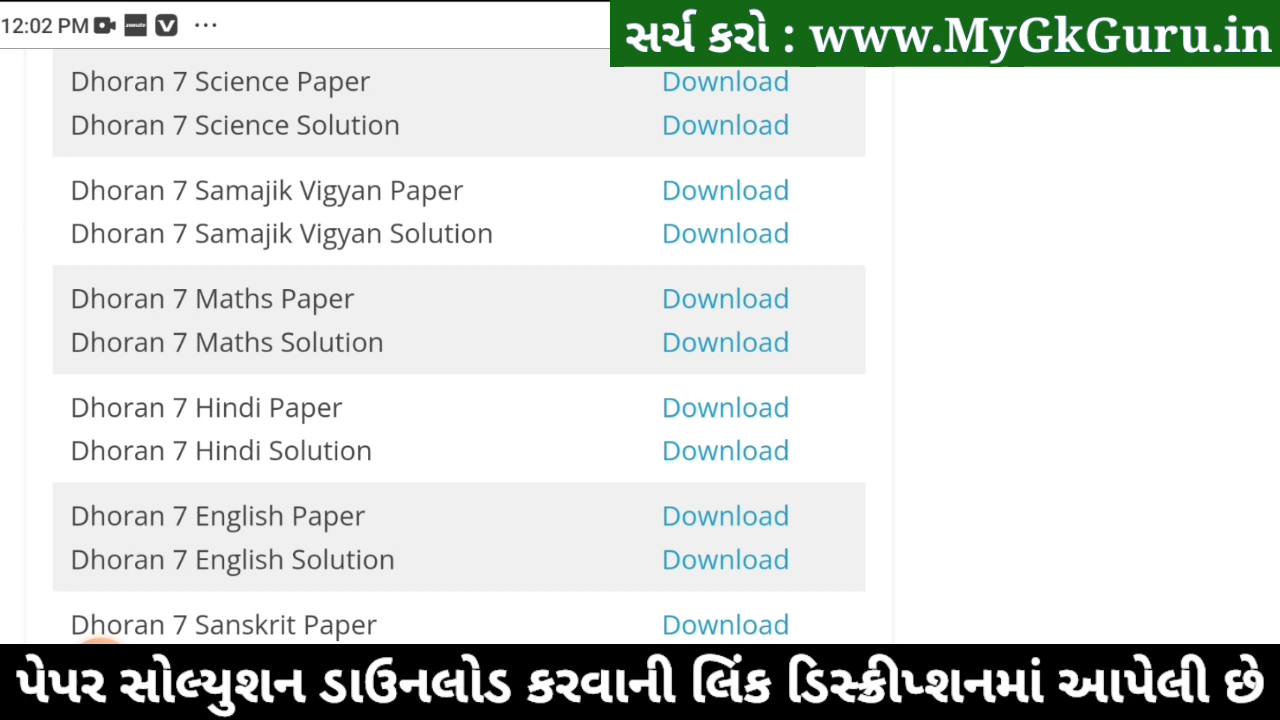 12:02 PM
સર્ચ કરો : www.MyGkGuru.in
Dhoran 7 Science Paper Download
Dhoran 7 Science Solution Download
Dhoran 7 Samajik Vigyan Paper Download
Dhoran 7 Samajik Vigyan Solution Download
Dhoran 7 Maths Paper Download
Dhoran 7 Maths Solution Download
Dhoran 7 Hindi Paper Download
Dhoran 7 Hindi Solution Download
Dhoran 7 English Paper Download
Dhoran 7 English Solution Download
Dhoran 7 Sanskrit Paper Download
પેપર સોલ્યુશન ડાઉનલોડ કરવાની લિંક ડિસ્ક્રીપ્શનમાં આપેલી છે